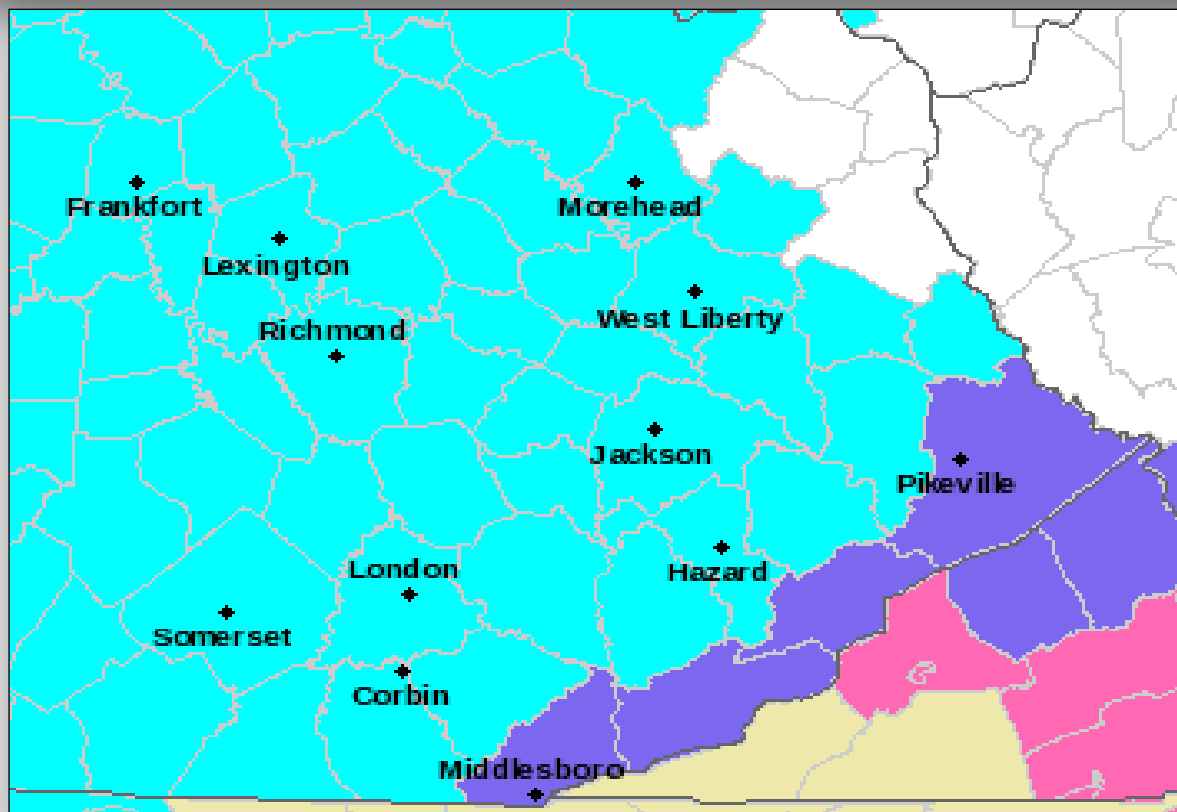 Frankfort
Morehead
Lexington
West Liberty
Richmond
Jackson
Pikeville
London
Hazard
Somerset
Corbin
Middlesboro